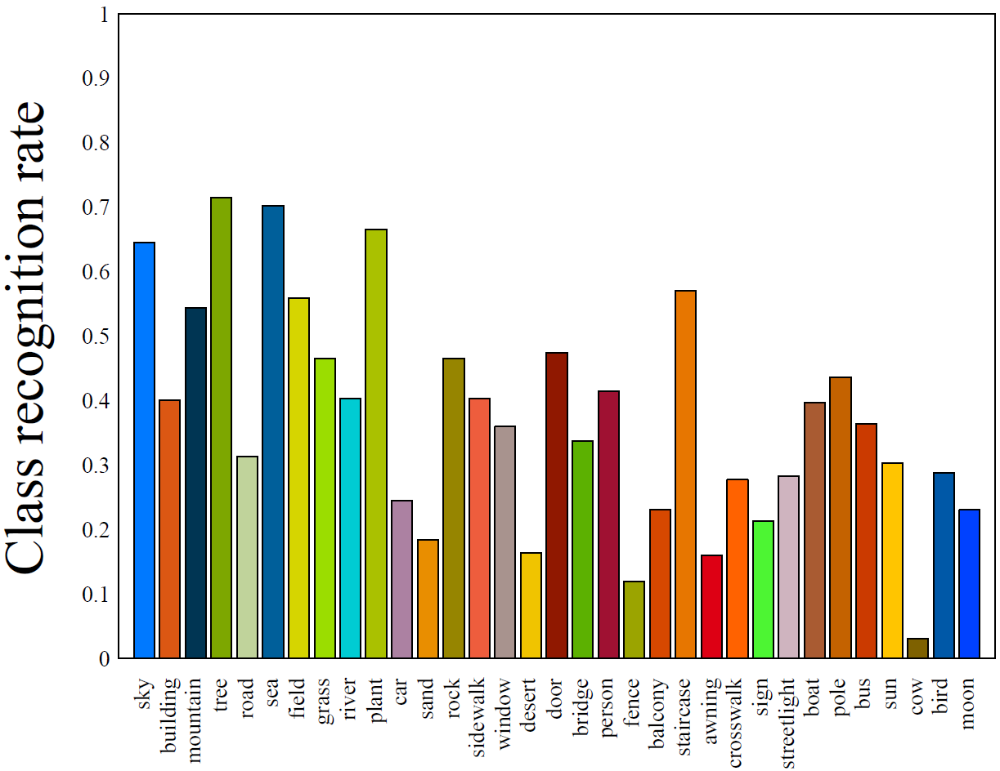 Class recognition rate
1
0.9
0.8
0.7
0.6
0.5
0.4
0.3
0.2
0.1
0
sky
building
mountain
tree
road
sea
field
grass
river
plant
car
sand
rock
sidewalk
window
desert
door
bridge
person
fence
balcony
staircase
awning
crosswalk
sign
streetlight
boat
pole
bus
sun
cow
bird
moon